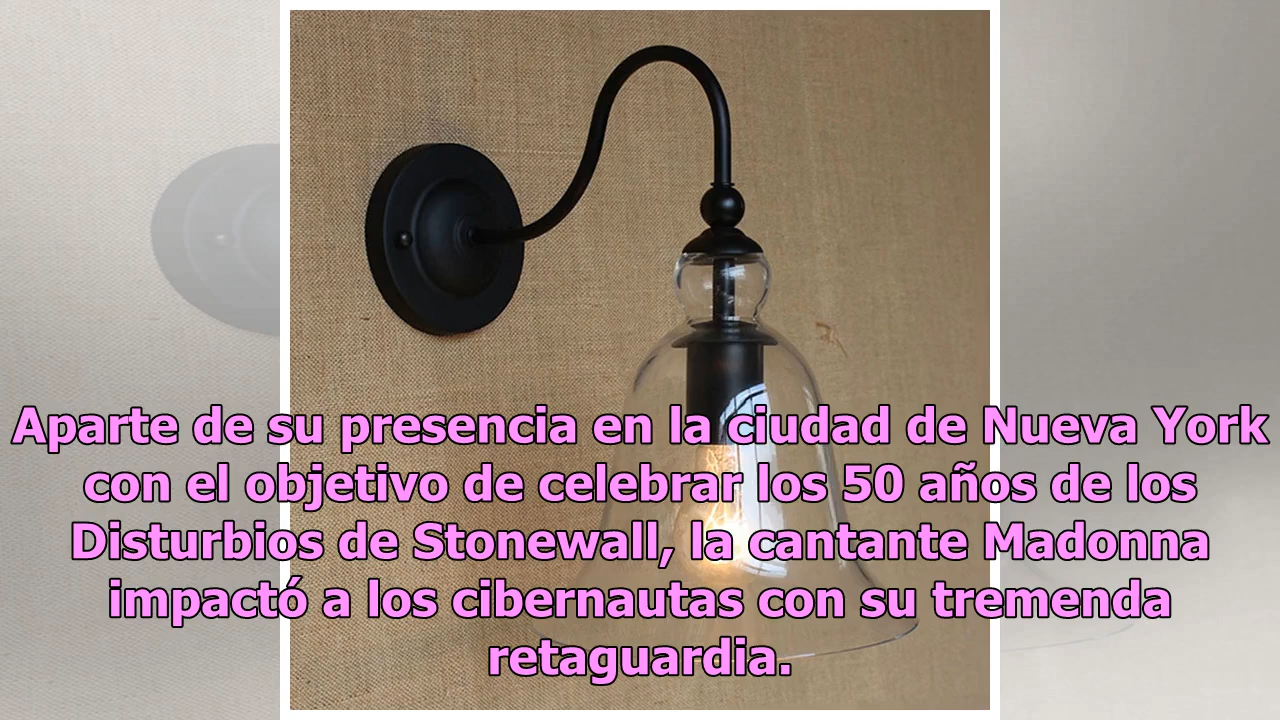 Aparte de su presencia en la ciudad de Nueva York
con el objetivo de celebrar los 50 años de los
Disturbios de Stonewall, la cantante Madonna
impactó a los cibernautas con su tremenda
retaguardia.